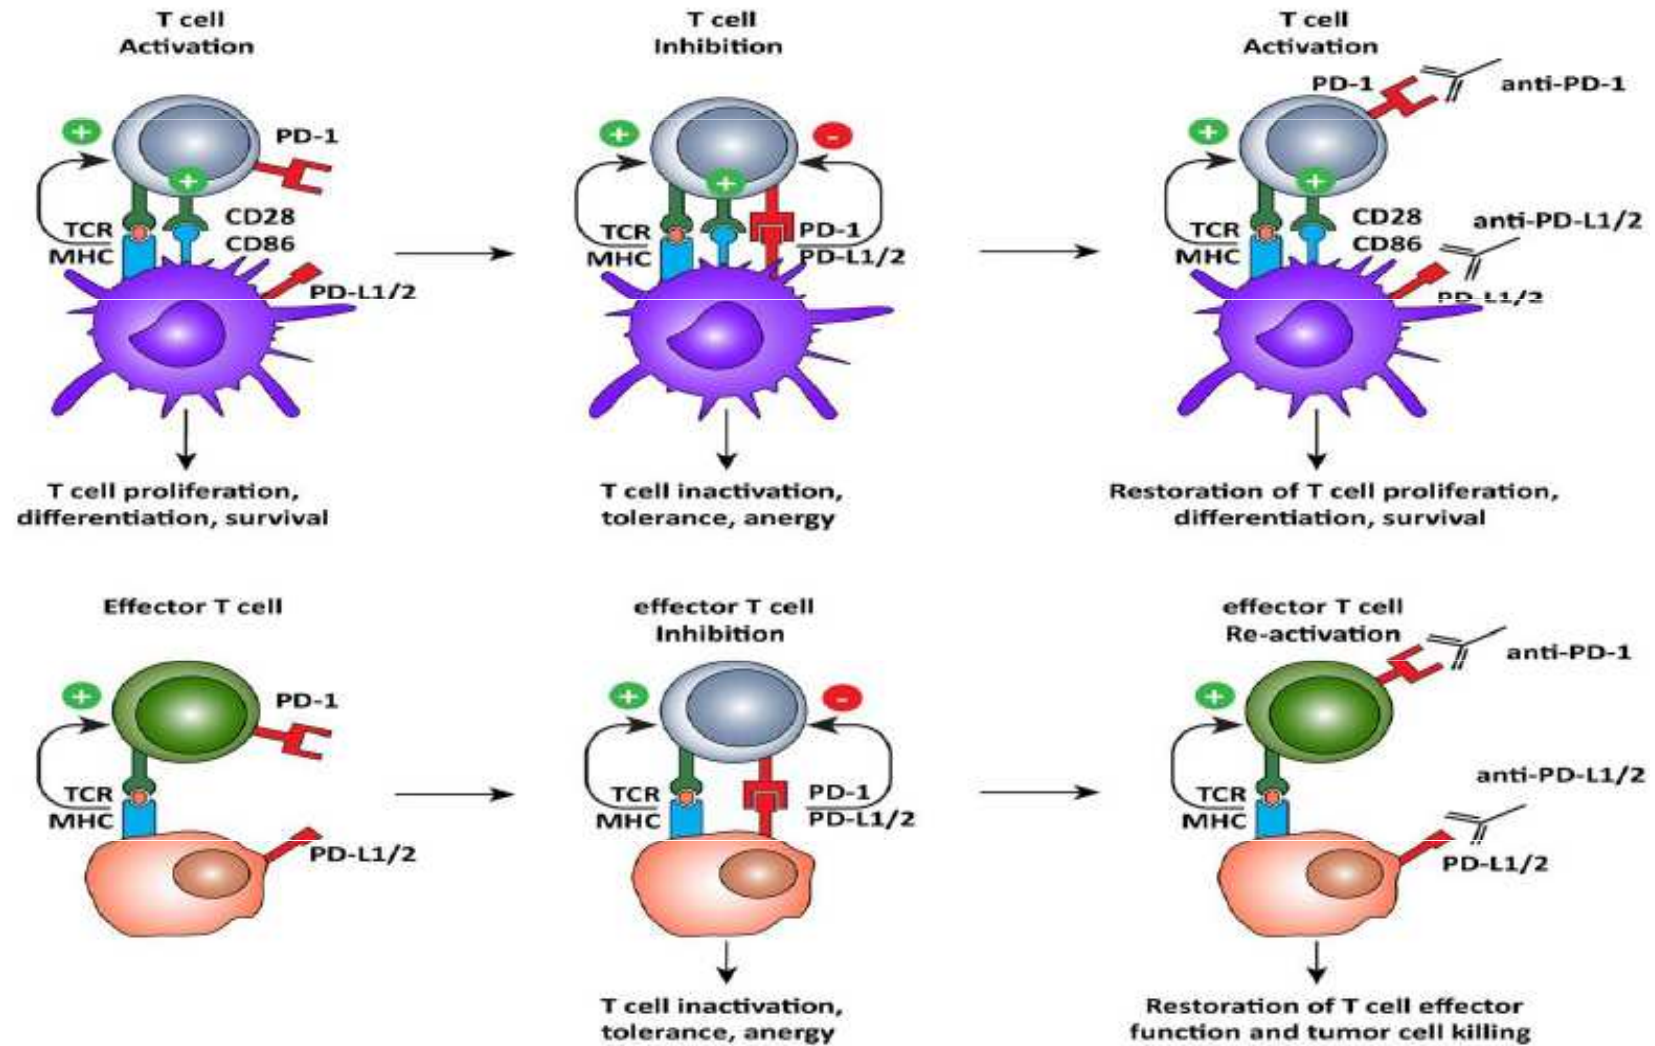 T cell
Activation
T cell
Inhibition
T cell
Activation
PD-1
anti-PD-1
+
PD-1
+
TCR
MHC
CD28
CD86
PD-L1/2
+
-
+
TCR
MHC
PD-1
PD-L1/2
+
+
TCR
MHC
CD28
CD86
anti-PD-L1/2
PD-L1/2
T cell proliferation,
differentiation, survival
T cell inactivation,
tolerance, anergy
Restoration of T cell proliferation,
differentiation, survival
Effector T cell
effector T cell
Inhibition
effector T cell
Re-activation
anti-PD-1
+
PD-1
TCR
MHC
PD-L1/2
+
-
TCR
MHC
PD-1
PD-L1/2
+
TCR
MHC
anti-PD-L1/2
PD-L1/2
T cell inactivation,
tolerance, anergy
Restoration of T cell effector
function and tumor cell killing